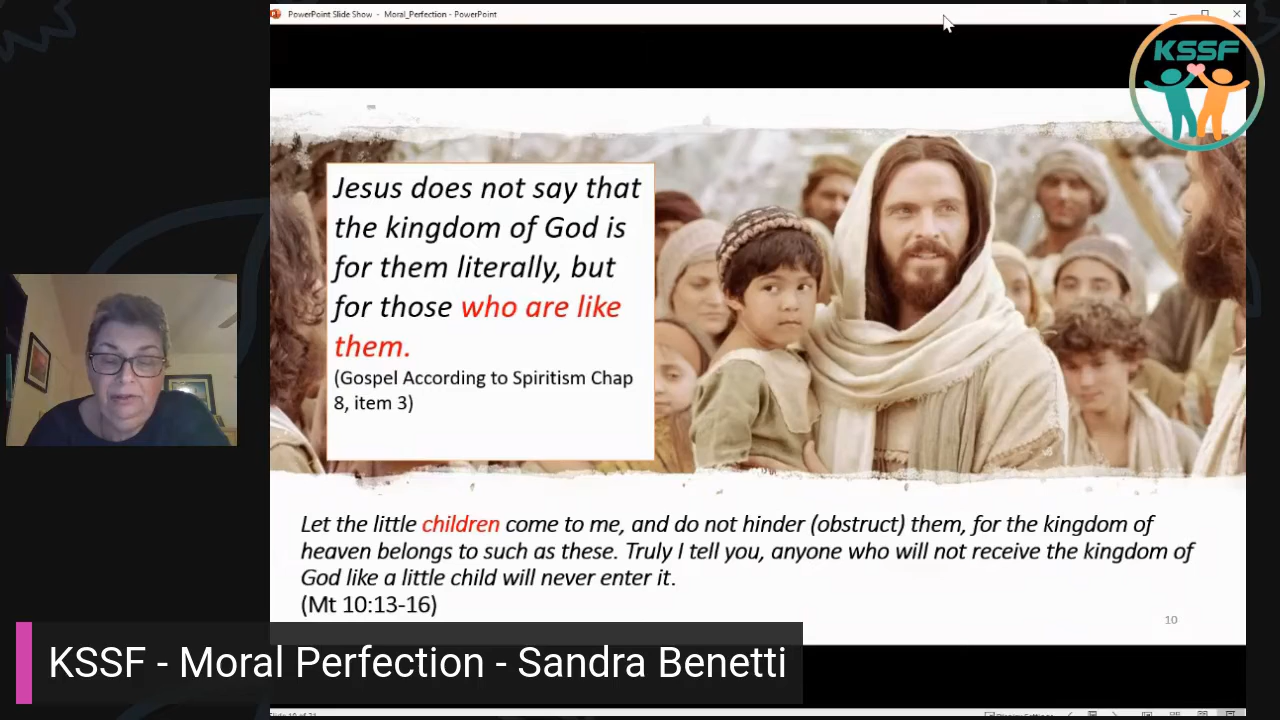 PowerPoint Slide Show - Moral_Perfection - PowerPoint
KSSF
Jesus does not say that
the kingdom of God is
for them literally, but
for those who are like
them.
(Gospel According to Spiritism Chap
8, item 3)
Let the little children come to me, and do not hinder (obstruct) them, for the kingdom of
heaven belongs to such as these. Truly I tell you, anyone who will not receive the kingdom of
God like a little child will never enter it.
(Mt 10:13-16)
10
KSSF - Moral Perfection - Sandra Benetti
Display Settings